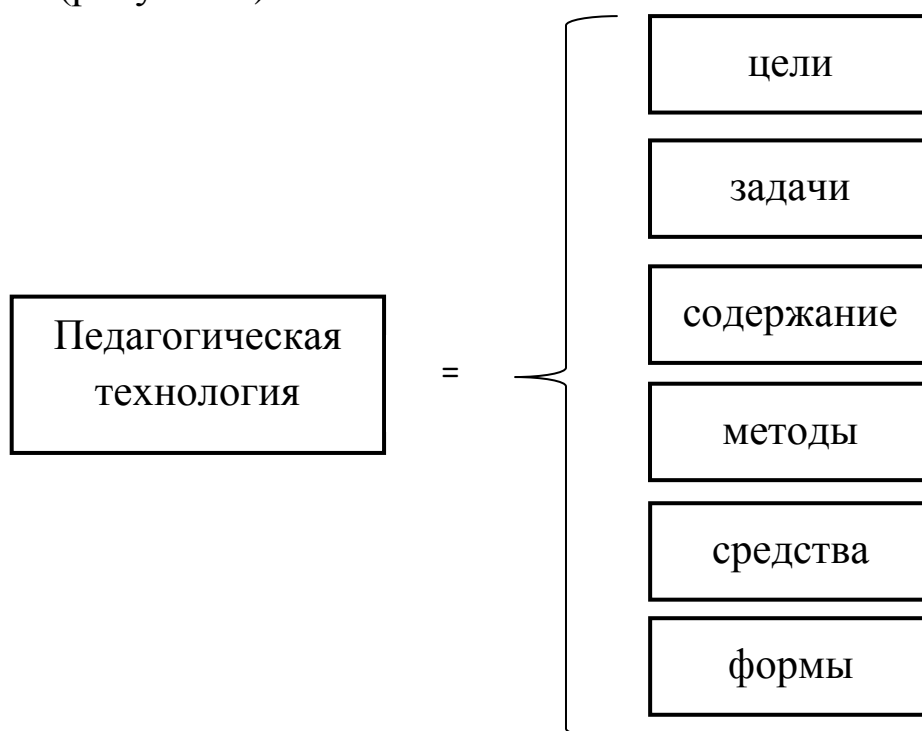 цели
задачи
содержание
Педагогическая
технология
=
методы
средства
формы